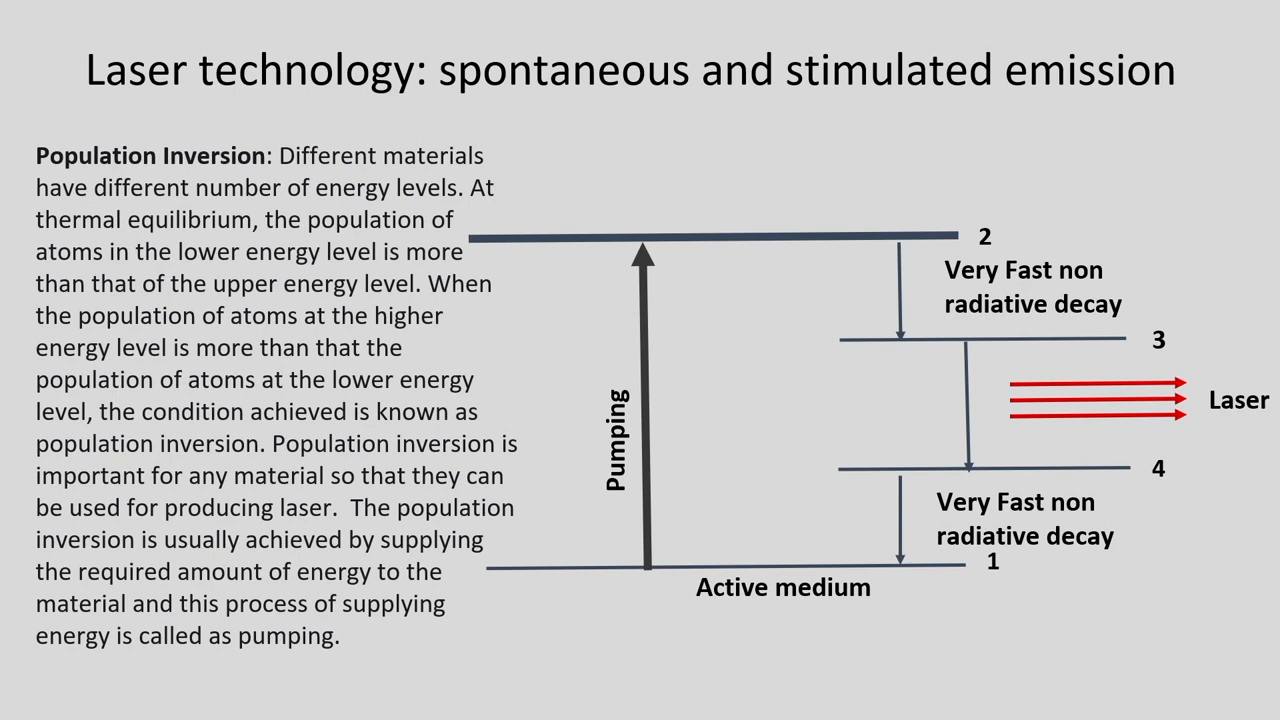 Laser technology: spontaneous and stimulated emission
Population Inversion: Different materials
have different number of energy levels. At
thermal equilibrium, the population of
atoms in the lower energy level is more
than that of the upper energy level. When
the population of atoms at the higher
energy level is more than that the
population of atoms at the lower energy
level, the condition achieved is known as
population inversion. Population inversion is
important for any material so that they can
be used for producing laser.  The population
inversion is usually achieved by supplying
the required amount of energy to the
material and this process of supplying
energy is called as pumping.
2
Very Fast non
radiative decay
3
Pumping
Laser
4
Very Fast non
radiative decay
1
Active medium